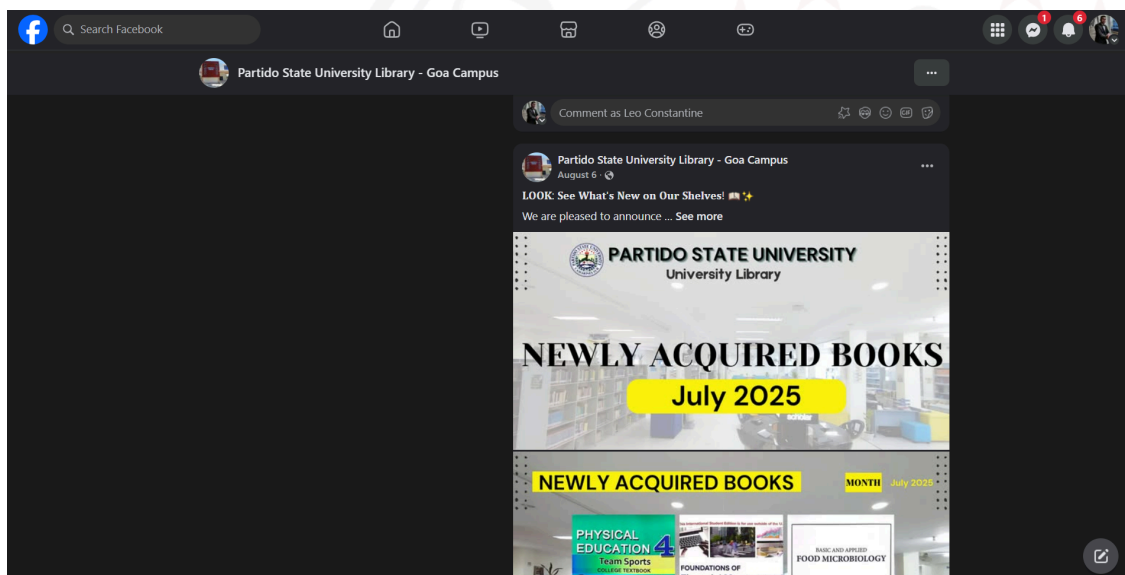 Search Facebook
1
6
Partido State University Library - Goa Campus
Comment as Leo Constantine
GIF
Partido State University Library - Goa Campus
August 6 ·
LOOK: See What's New on Our Shelves! 📖✨
We are pleased to announce ... See more
PARTIDO STATE UNIVERSITY
University Library
NEWLY ACQUIRED BOOKS
July 2025
NEWLY ACQUIRED BOOKS
MONTH July 2025
PHYSICAL
EDUCATION 4
Team Sports
COLLEGE TEXTBOOK
FOUNDATIONS OF
BASIC AND APPLIED
FOOD MICROBIOLOGY